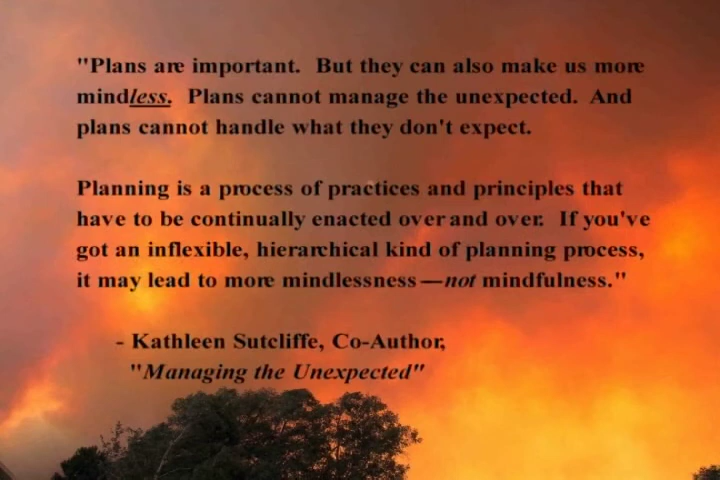 "Plans are important.  But they can also make us more
mindless.  Plans cannot manage the unexpected.  And
plans cannot handle what they don't expect.
Planning is a process of practices and principles that
have to be continually enacted over and over.  If you've
got an inflexible, hierarchical kind of planning process,
it may lead to more mindlessness—not mindfulness."
- Kathleen Sutcliffe, Co-Author,
"Managing the Unexpected"